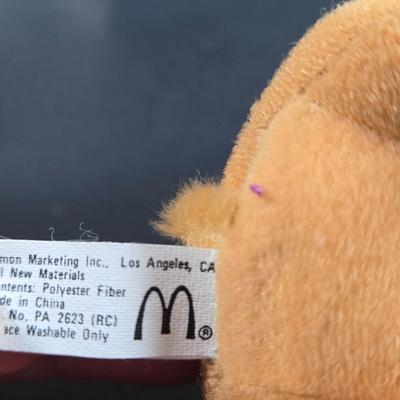 mon Marketing Inc., Los Angeles, CA
l New Materials
ntents: Polyester Fiber
de in China
. No. PA 2623 (RC)
ace Washable Only
M®